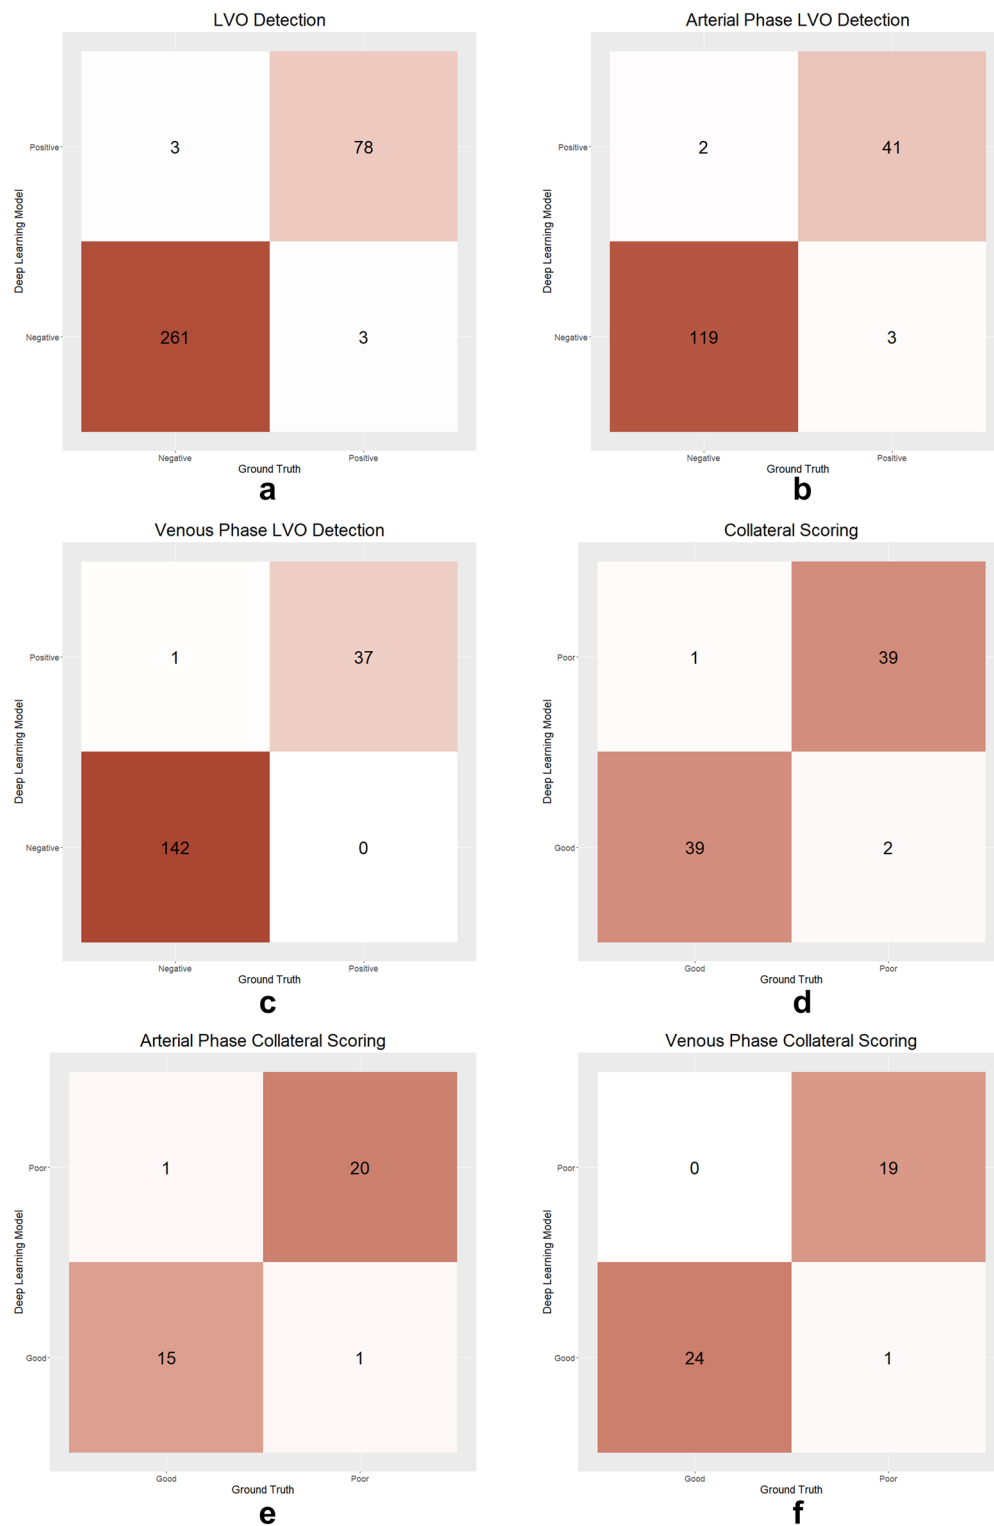 LVO Detection
Positive
3
78
Deep Learning Model
Negative
261
3
Negative
Positive
Ground Truth
a
Arterial Phase LVO Detection
Positive
2
41
Deep Learning Model
Negative
119
3
Negative
Positive
Ground Truth
b
Venous Phase LVO Detection
Positive
1
37
Deep Learning Model
Negative
142
0
Negative
Positive
Ground Truth
c
Collateral Scoring
Poor
1
39
Deep Learning Model
Good
39
2
Good
Poor
Ground Truth
d
Arterial Phase Collateral Scoring
Poor
1
20
Deep Learning Model
Good
15
1
Good
Poor
Ground Truth
e
Venous Phase Collateral Scoring
Poor
0
19
Deep Learning Model
Good
24
1
Good
Poor
Ground Truth
f